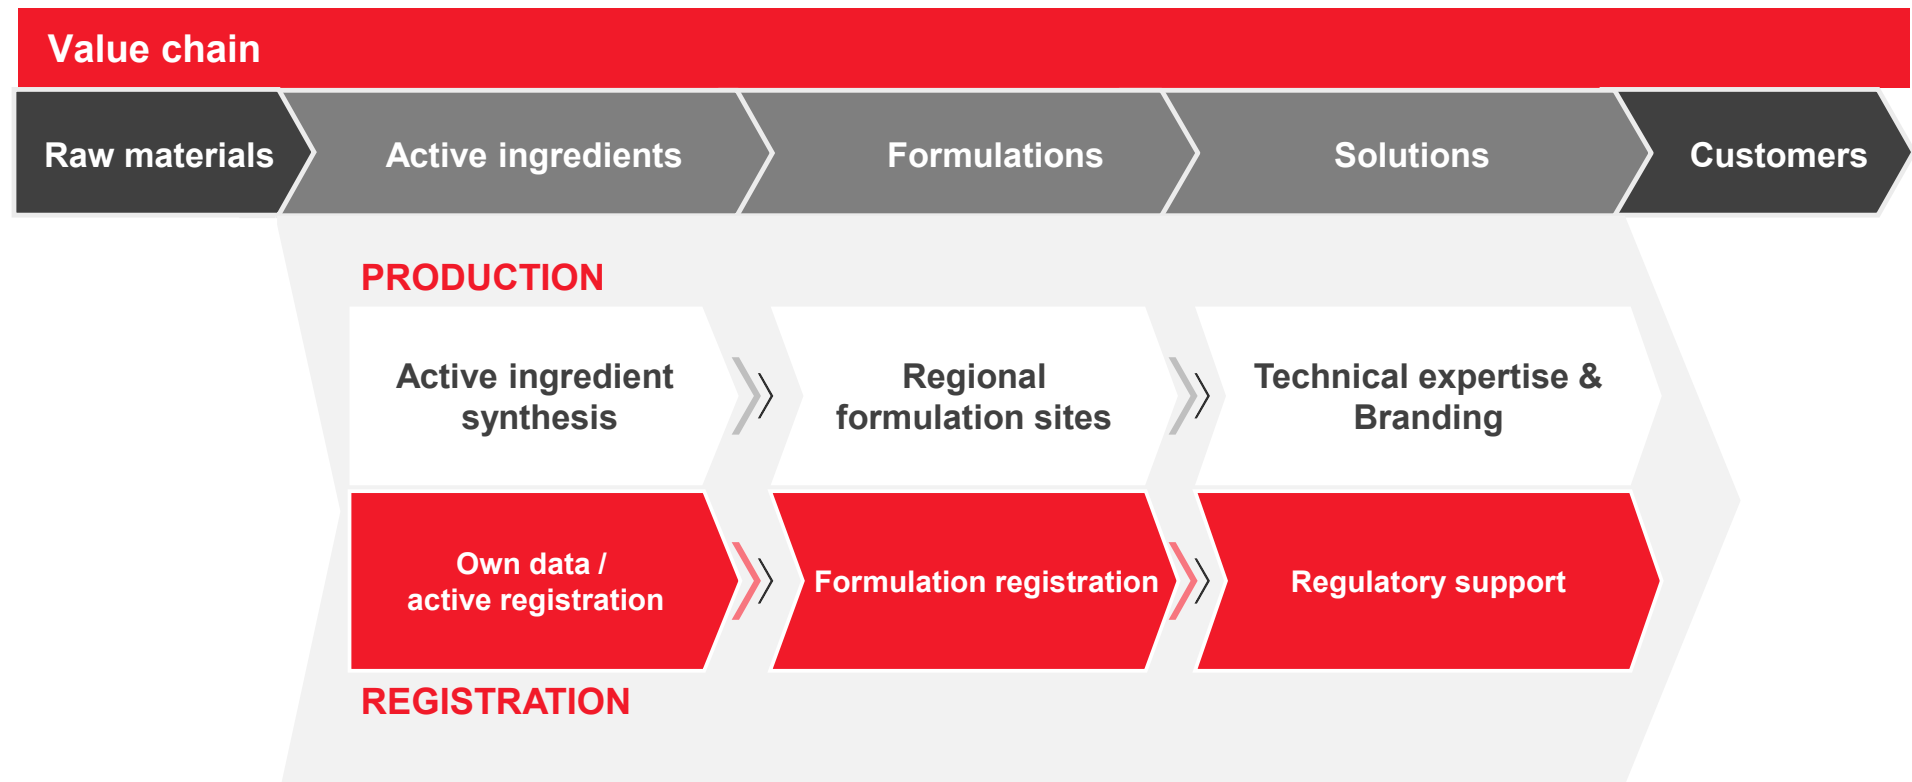 Value chain
Raw materials
Active ingredients
Formulations
Solutions
Customers
PRODUCTION
Active ingredient
synthesis
Regional
formulation sites
Technical expertise &
Branding
Own data /
active registration
Formulation registration
Regulatory support
REGISTRATION